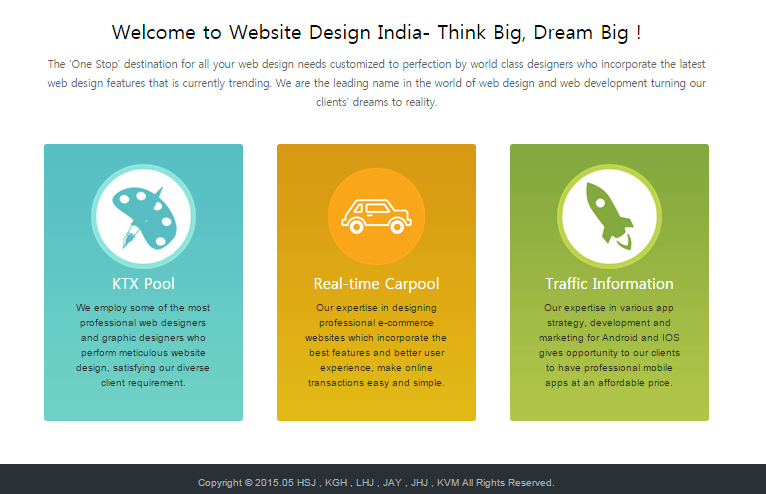 Welcome to Website Design India- Think Big, Dream Big !
The 'One Stop' destination for all your web design needs customized to perfection by world class designers who incorporate the latest
web design features that is currently trending. We are the leading name in the world of web design and web development turning our
clients' dreams to reality.
KTX Pool
We employ some of the most
professional web designers
and graphic designers who
perform meticulous website
design, satisfying our diverse
client requirement.
Real-time Carpool
Our expertise in designing
professional e-commerce
websites which incorporate the
best features and better user
experience, make online
transactions easy and simple.
Traffic Information
Our expertise in various app
strategy, development and
marketing for Android and IOS
gives opportunity to our clients
to have professional mobile
apps at an affordable price.
Copyright © 2015.05 HSJ , KGH , LHJ , JAY , JHJ , KVM All Rights Reserved.